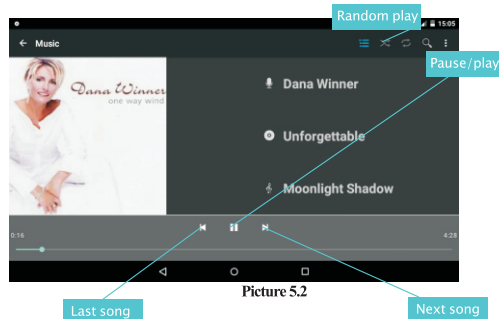 Random play
15:05
Music
Pause/play
Dana Winner
one way wind
Dana Winner
Unforgettable
Moonlight Shadow
0:16
4:28
Picture 5.2
Last song
Next song